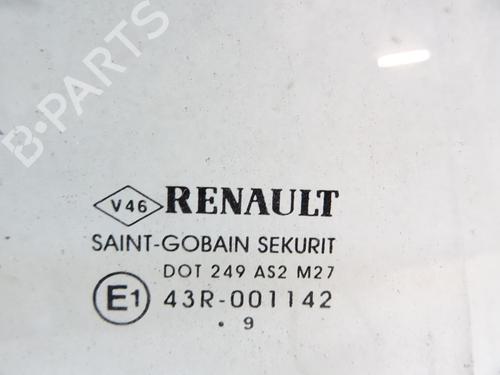 B-PARTS
V46 RENAULT
SAINT-GOBAIN SEKURIT
DOT 249 AS2 M27
E1 43R-001142
. 9